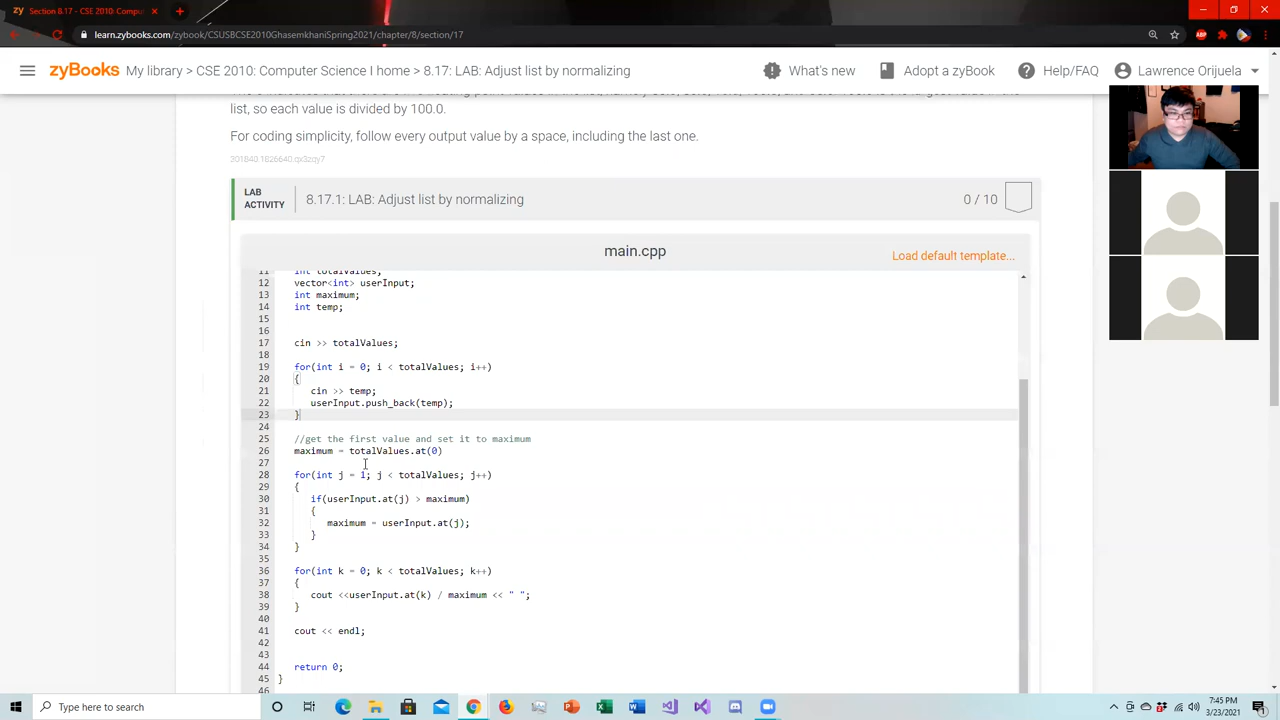 zy Section 8.17 - CSE 2010: Comput × +
learn.zybooks.com/zybook/CSUSBCSE2010GhasemkhaniSpring2021/chapter/8/section/17
zyBooks My library > CSE 2010: Computer Science I home > 8.17: LAB: Adjust list by normalizing What's new Adopt a zyBook Help/FAQ Lawrence Orijuela
list, so each value is divided by 100.0.
For coding simplicity, follow every output value by a space, including the last one.
LAB
ACTIVITY
8.17.1: LAB: Adjust list by normalizing 0 / 10
main.cpp Load default template...
11 int totalValues;
12 vector<int> userInput;
13 int maximum;
14 int temp;
15
16
17 cin >> totalValues;
18
19 for(int i = 0; i < totalValues; i++)
20 {
21 cin >> temp;
22 userInput.push_back(temp);
23 }
24
25 //get the first value and set it to maximum
26 maximum = totalValues.at(0)
27
28 for(int j = 1; j < totalValues; j++)
29 {
30 if(userInput.at(j) > maximum)
31 {
32 maximum = userInput.at(j);
33 }
34 }
35
36 for(int k = 0; k < totalValues; k++)
37 {
38 cout <<userInput.at(k) / maximum << " ";
39 }
40
41 cout << endl;
42
43
44 return 0;
45 }
46
Type here to search
7:45 PM
3/23/2021